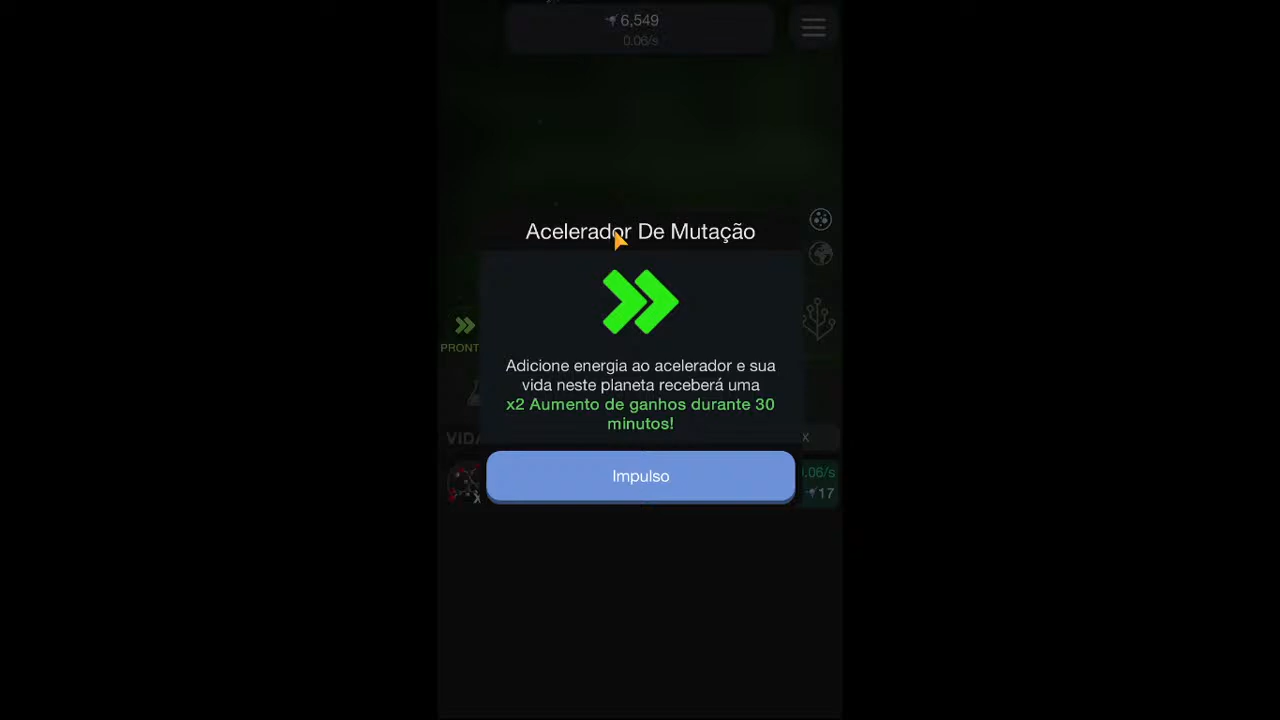 6,549
0.06/s
Acelerador De Mutação
PRONT
Adicione energia ao acelerador e sua
vida neste planeta receberá uma
x2 Aumento de ganhos durante 30
minutos!
VIDA
X
Impulso
.06/s
X
17